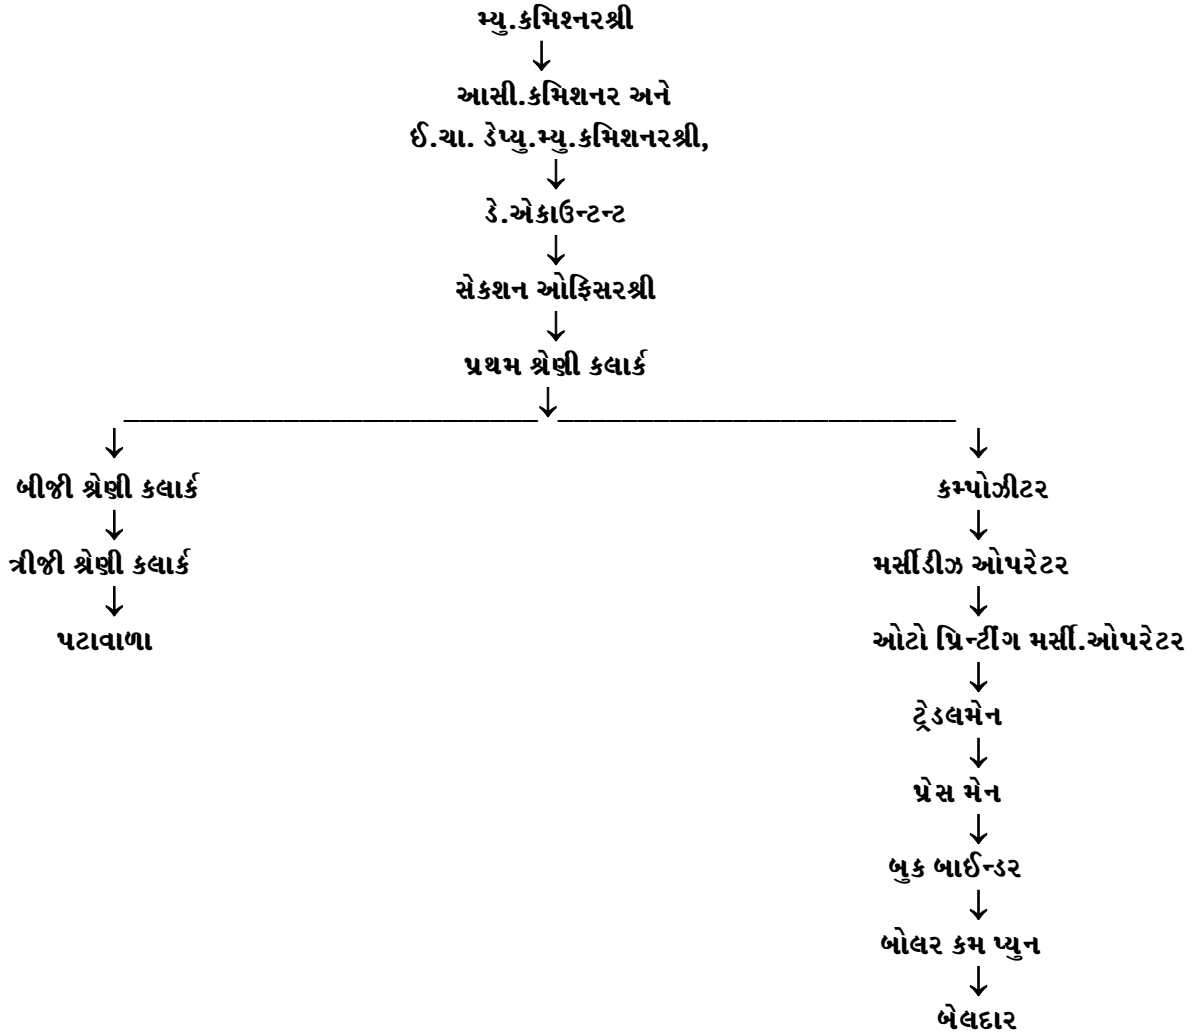 મ્યુ.કમિશ્નરશ્રી
આસી.કમિશનર અને
ઈ.ચા. ડેપ્યુ.મ્યુ.કમિશનરશ્રી,
ડે.એકાઉન્ટન્ટ
સેકશન ઓફિસરશ્રી
પ્રથમ શ્રેણી કલાર્ક
બીજી શ્રેણી કલાર્ક
ત્રીજી શ્રેણી કલાર્ક
પટાવાળા
કમ્પોઝીટર
મર્સીડીઝ ઓપરેટર
ઓટો પ્રિન્ટીંગ મર્સી.ઓપરેટર
ટ્રેડલમેન
પ્રેસ મેન
બુક બાઈન્ડર
બોલર કમ પ્યુન
બેલદાર